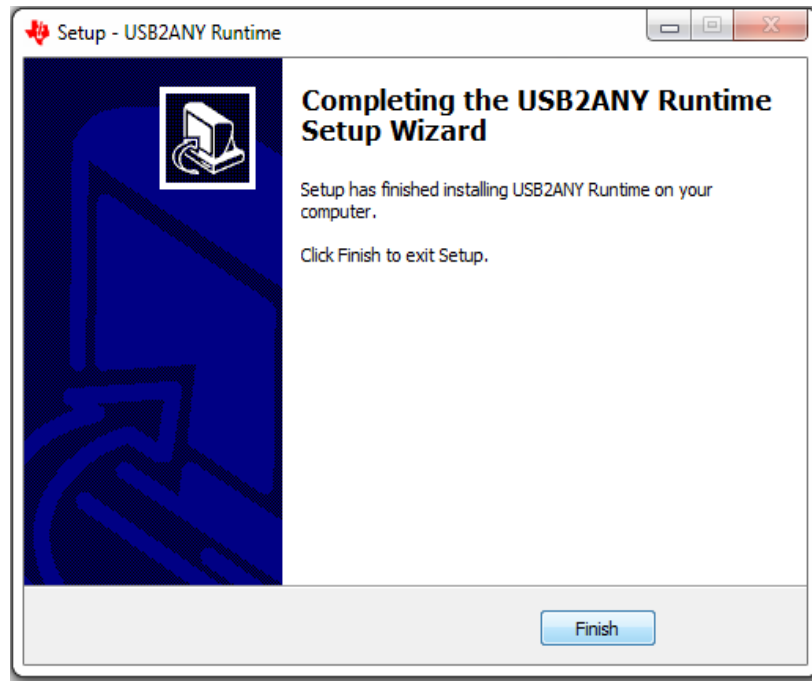 Setup - USB2ANY Runtime
Completing the USB2ANY Runtime
Setup Wizard
Setup has finished installing USB2ANY Runtime on your
computer.
Click Finish to exit Setup.
Finish